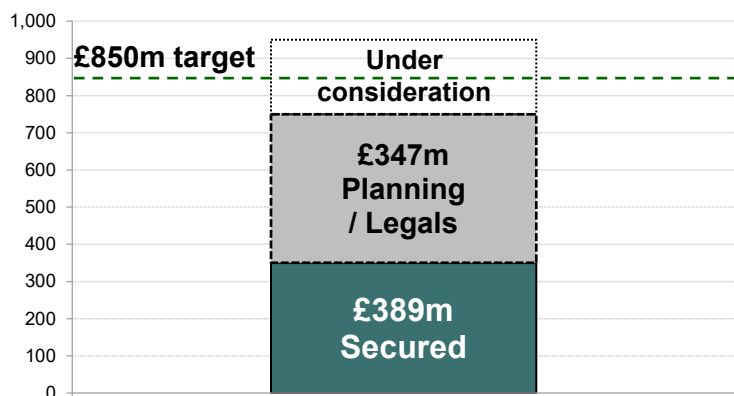 1,000
900
800
700
600
500
400
300
200
100
0
£850m target
Under
consideration
£347m
Planning
/ Legals
£389m
Secured